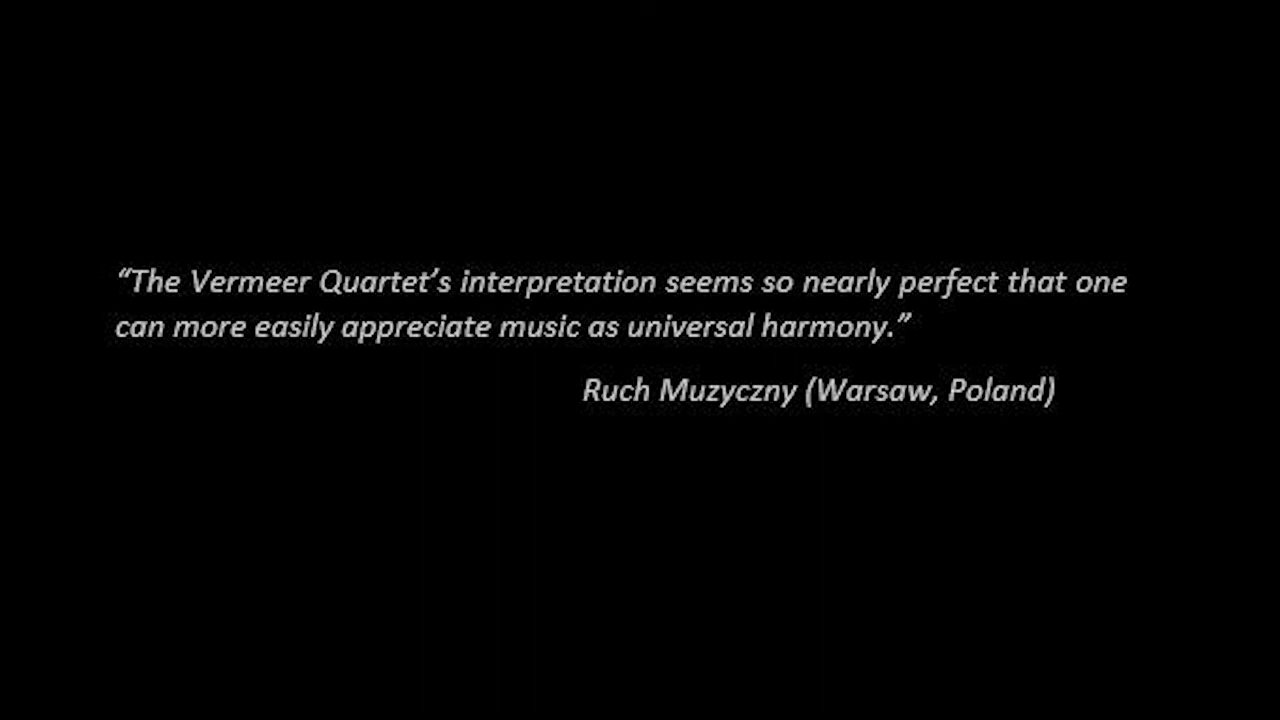 “The Vermeer Quartet’s interpretation seems so nearly perfect that one
can more easily appreciate music as universal harmony.”
Ruch Muzyczny (Warsaw, Poland)